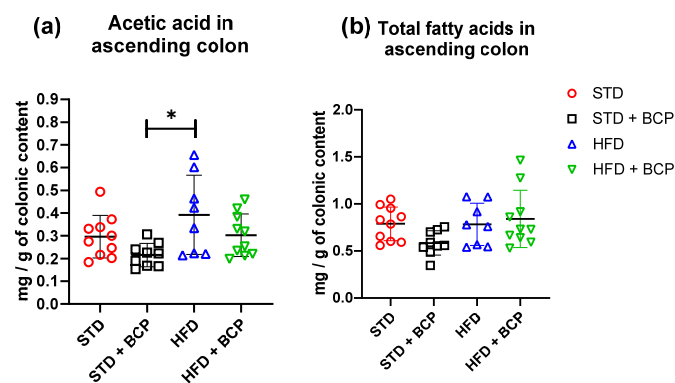 (a)
Acetic acid in
ascending colon
mg / g of colonic content
0.9
0.8
0.7
0.6
0.5
0.4
0.3
0.2
0.1
0.0
*
STD
STD + BCP
HFD
HFD + BCP
(b)
Total fatty acids in
ascending colon
mg / g of colonic content
2.0
1.5
1.0
0.5
0.0
STD
STD + BCP
HFD
HFD + BCP
STD
STD + BCP
HFD
HFD + BCP